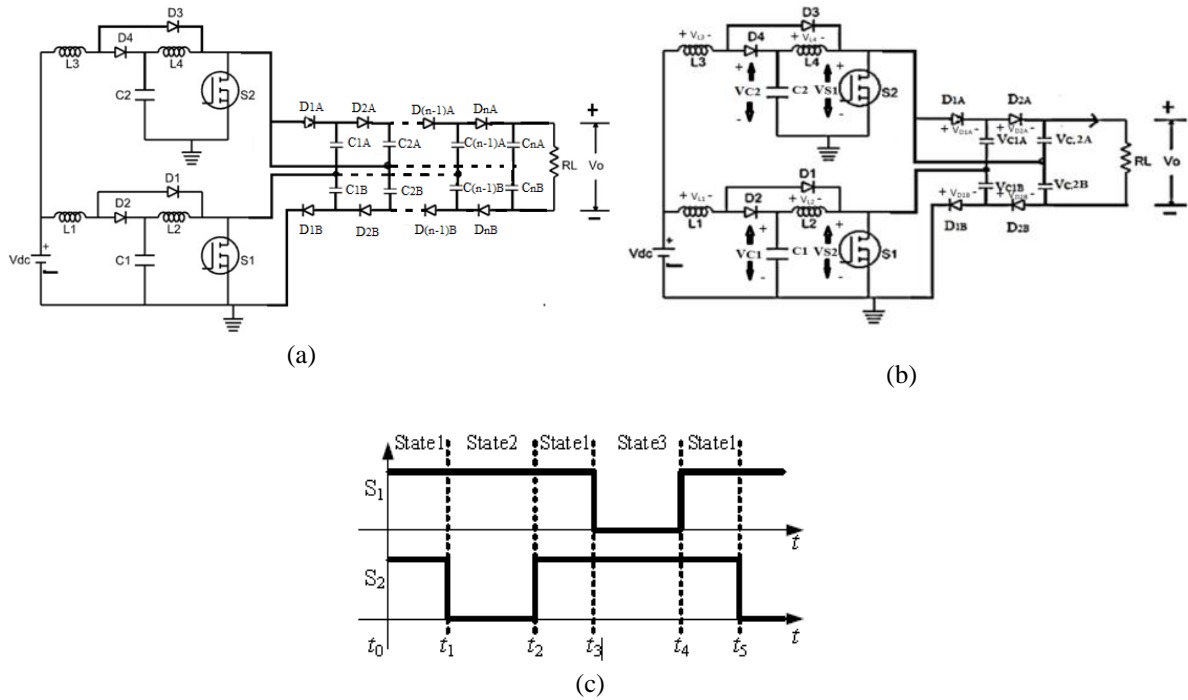 D3
D4
L3
L4
C2
S2
D1A D2A D(n-1)A DnA
C1A C2A C(n-1)A CnA
+
RL Vo
C1B C2B C(n-1)B CnB
−
D1B D2B D(n-1)B DnB
D1
D2
L1 L2
+
Vdc
C1
S1
(a)
D3
+ VL3 - D4 + VL4 -
L3 L4
+ +
VC2 C2 VS1 S2
- -
D1A D2A
+ VD1A - + VD2A -
VC1A VC,2A
+
RL Vo
VC1B VC,2B
−
VD1B VD2B
D1B D2B
D1
+ VL1 - D2 + VL2 -
L1 L2
+
Vdc
+ +
VC1 C1 VS2 S1
- -
(b)
State1 State2 State1 State3 State1
S1
t
S2
t
t0 t1 t2 t3 t4 t5
(c)